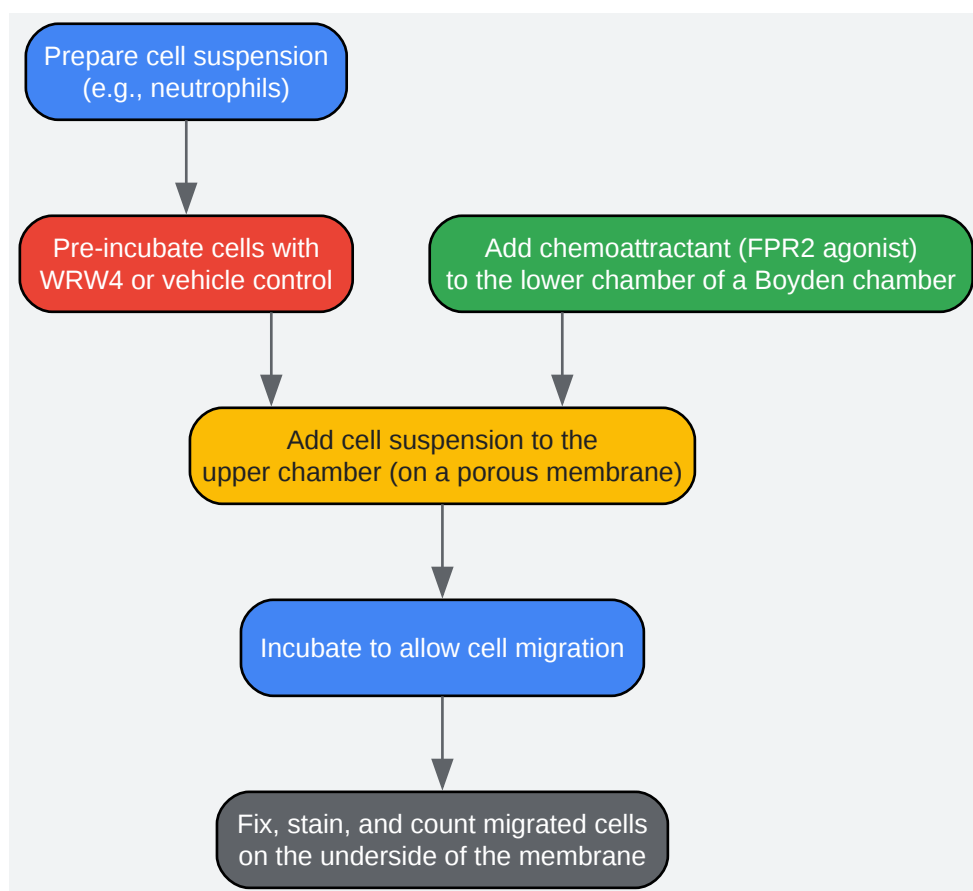 Prepare cell suspension
(e.g., neutrophils)
Pre-incubate cells with
WRW4 or vehicle control
Add chemoattractant (FPR2 agonist)
to the lower chamber of a Boyden chamber
Add cell suspension to the
upper chamber (on a porous membrane)
Incubate to allow cell migration
Fix, stain, and count migrated cells
on the underside of the membrane